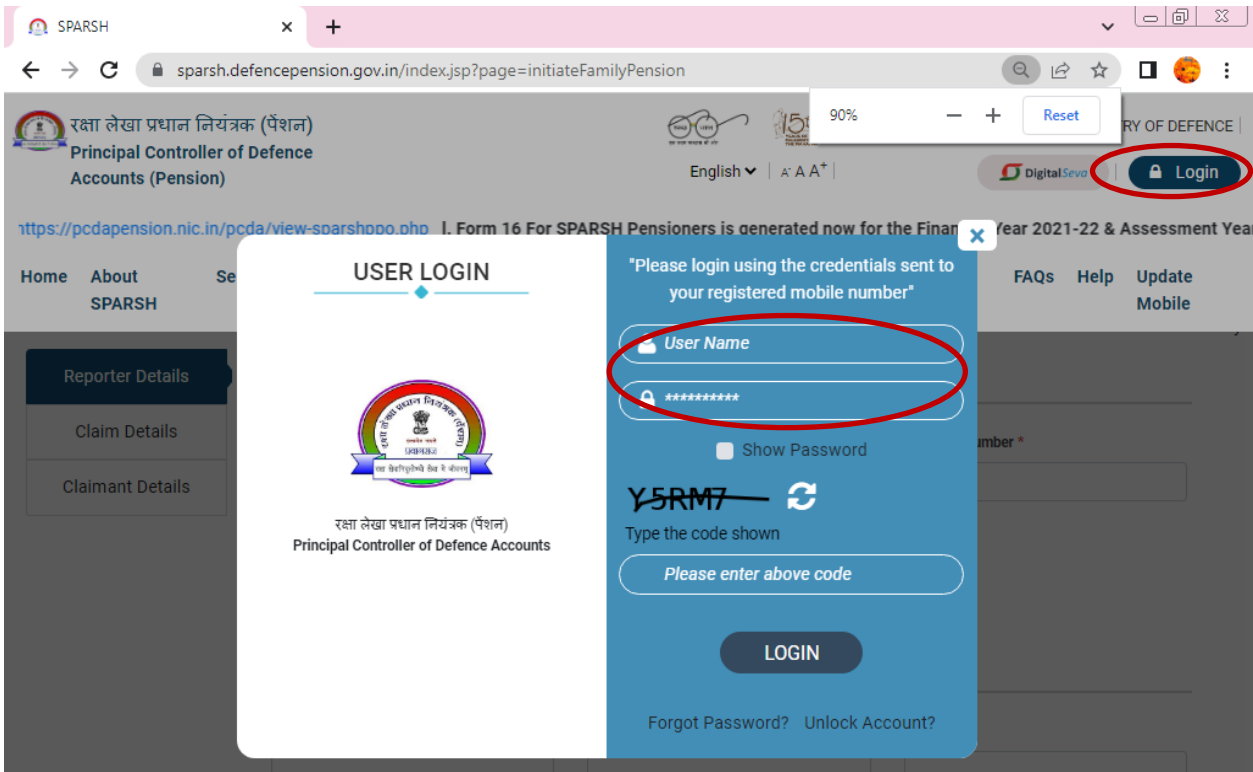 SPARSH
sparsh.defencepension.gov.in/index.jsp?page=initiateFamilyPension
90% Reset
रक्षा लेखा प्रधान नियंत्रक (पेंशन)
Principal Controller of Defence
Accounts (Pension)
RY OF DEFENCE
English A- A A+
DigitalSeva
Login
https://pcdapension.nic.in/pcda/view-sparshppo.php I. Form 16 For SPARSH Pensioners is generated now for the Finan Year 2021-22 & Assessment Year
Home About SPARSH Se FAQs Help Update Mobile
Reporter Details
Claim Details
Claimant Details
umber *
USER LOGIN
रक्षा लेखा प्रधान नियंत्रक (पेंशन)
Principal Controller of Defence Accounts
"Please login using the credentials sent to
your registered mobile number"
User Name
**********
Show Password
Y5RM7
Type the code shown
Please enter above code
LOGIN
Forgot Password? Unlock Account?